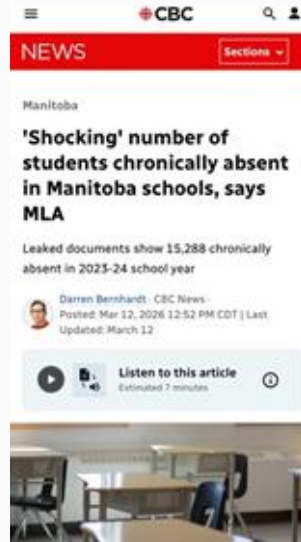 CBC
NEWS
Sections
Manitoba
'Shocking' number of
students chronically absent
in Manitoba schools, says
MLA
Leaked documents show 15,288 chronically
absent in 2023-24 school year
Darren Bernhardt · CBC News ·
Posted: Mar 12, 2026 12:52 PM CDT | Last
Updated: March 12
Listen to this article
Estimated 7 minutes